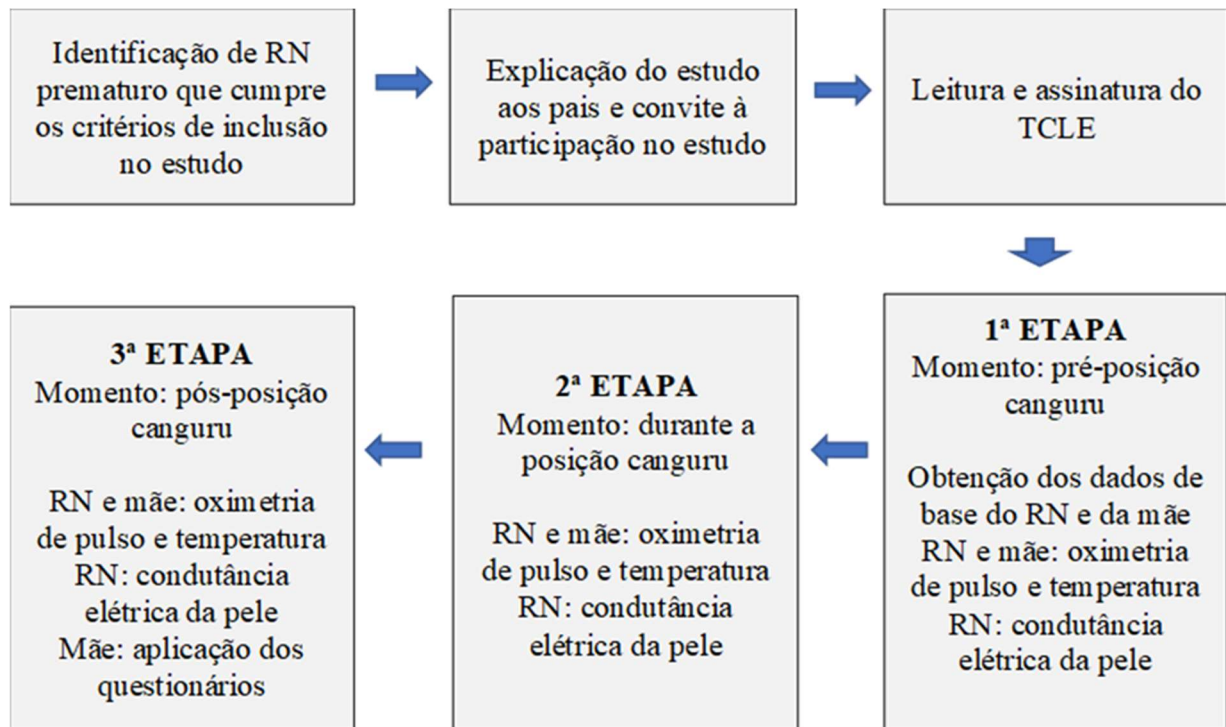 Identificação de RN
prematuro que cumpre
os critérios de inclusão
no estudo
Explicação do estudo
aos pais e convite à
participação no estudo
Leitura e assinatura do
TCLE
1ª ETAPA
Momento: pré-posição
canguru
Obtenção dos dados de
base do RN e da mãe
RN e mãe: oximetria
de pulso e temperatura
RN: condutância
elétrica da pele
2ª ETAPA
Momento: durante a
posição canguru
RN e mãe: oximetria
de pulso e temperatura
RN: condutância
elétrica da pele
3ª ETAPA
Momento: pós-posição
canguru
RN e mãe: oximetria
de pulso e temperatura
RN: condutância
elétrica da pele
Mãe: aplicação dos
questionários